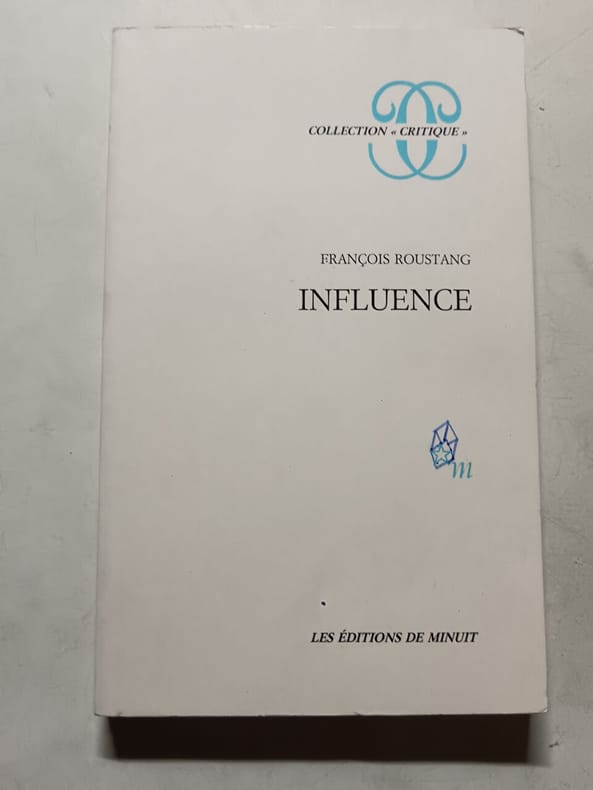 COLLECTION « CRITIQUE »
FRANÇOIS ROUSTANG
INFLUENCE
m
LES ÉDITIONS DE MINUIT